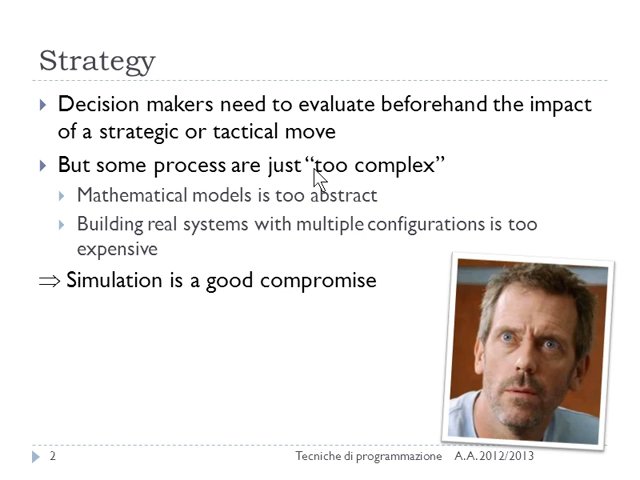 Strategy
Decision makers need to evaluate beforehand the impact
of a strategic or tactical move
But some process are just “too complex”
Mathematical models is too abstract
Building real systems with multiple configurations is too
expensive
⇒ Simulation is a good compromise
2 Tecniche di programmazione A.A. 2012/2013